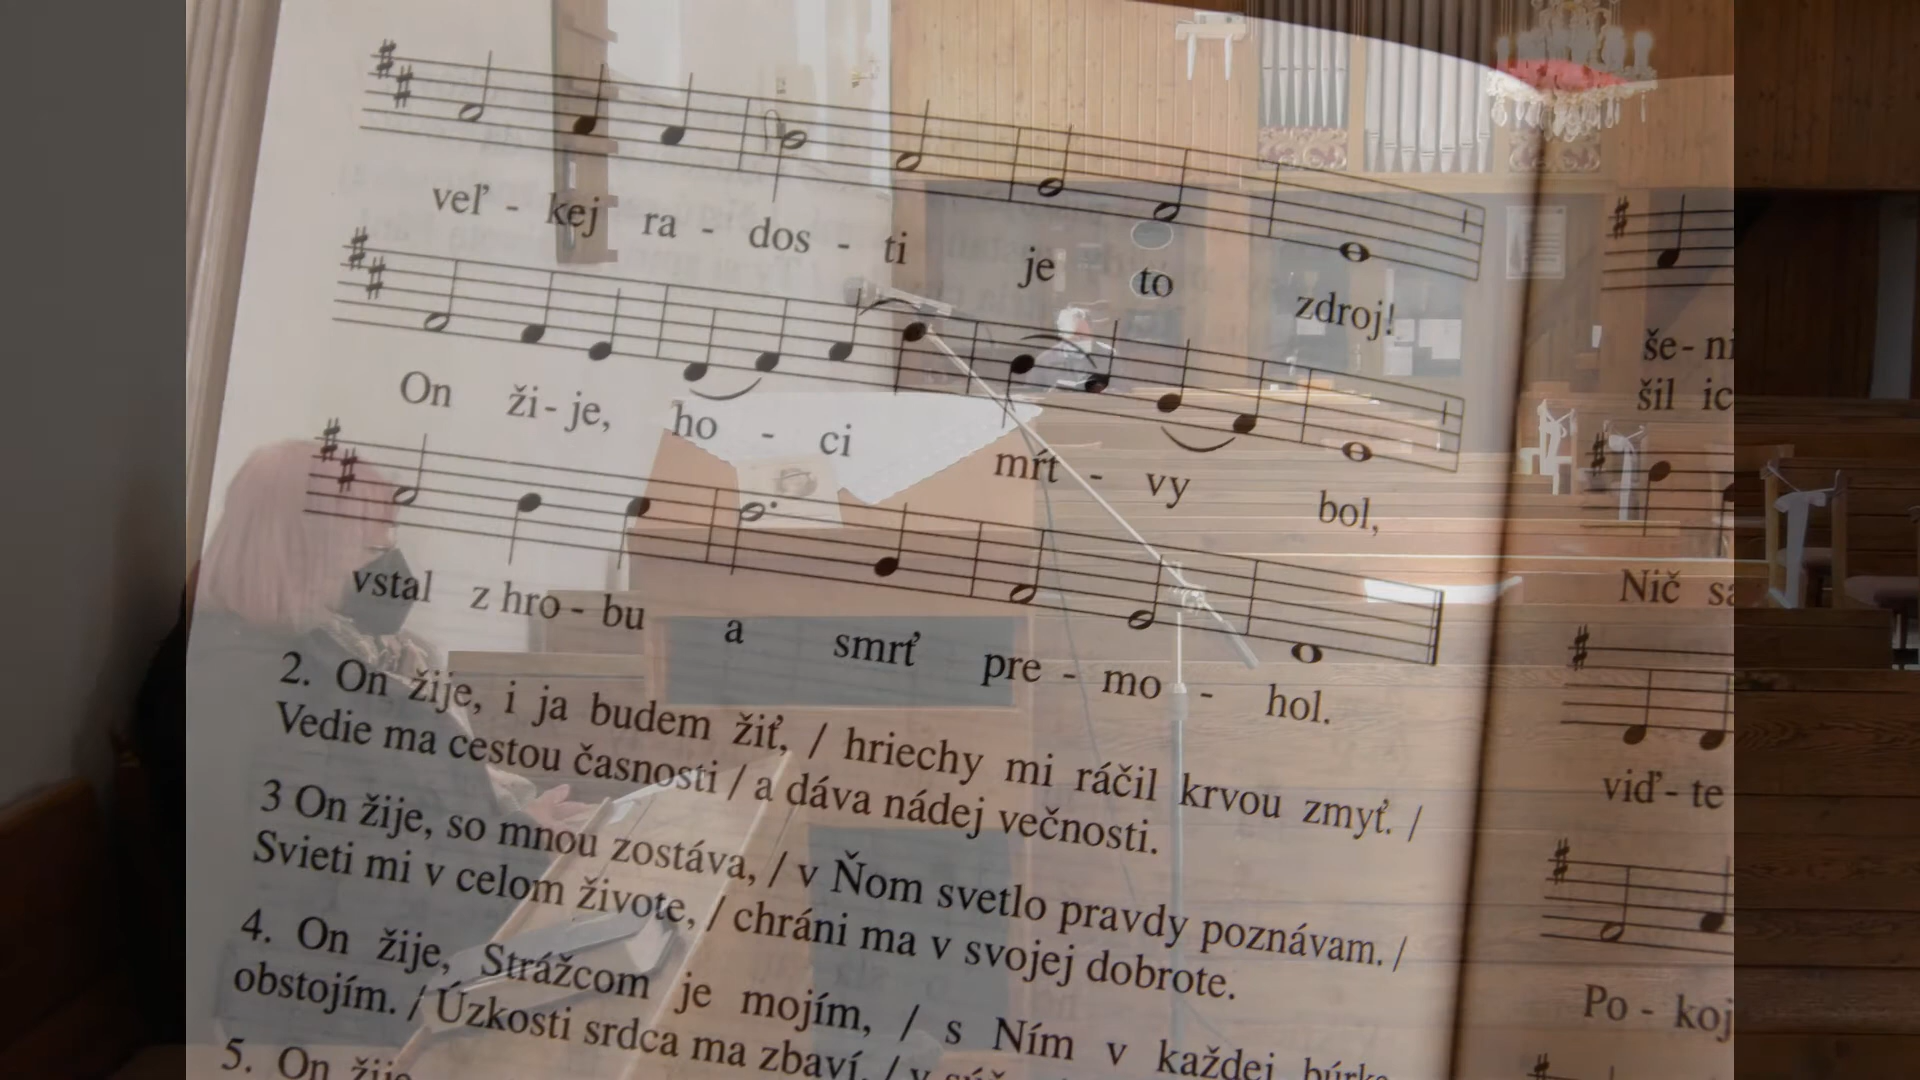 veľ - kej ra - dos - ti je to zdroj!
On ži - je, ho - ci mŕt - vy bol,
vstal z hro - bu a smrť pre - mo - hol.
2. On žije, i ja budem žiť, / hriechy mi ráčil krvou zmyť. /
Vedie ma cestou časnosti / a dáva nádej večnosti.
3 On žije, so mnou zostáva, / v Ňom svetlo pravdy poznávam. /
Svieti mi v celom živote, / chráni ma v svojej dobrote.
4. On žije, Strážcom je mojím, / s Ním v každej búrke
obstojím. / Úzkosti srdca ma zbaví, / v
5. On žije
še - ni
šil ic
Nič sa
viď - te
Po - koj